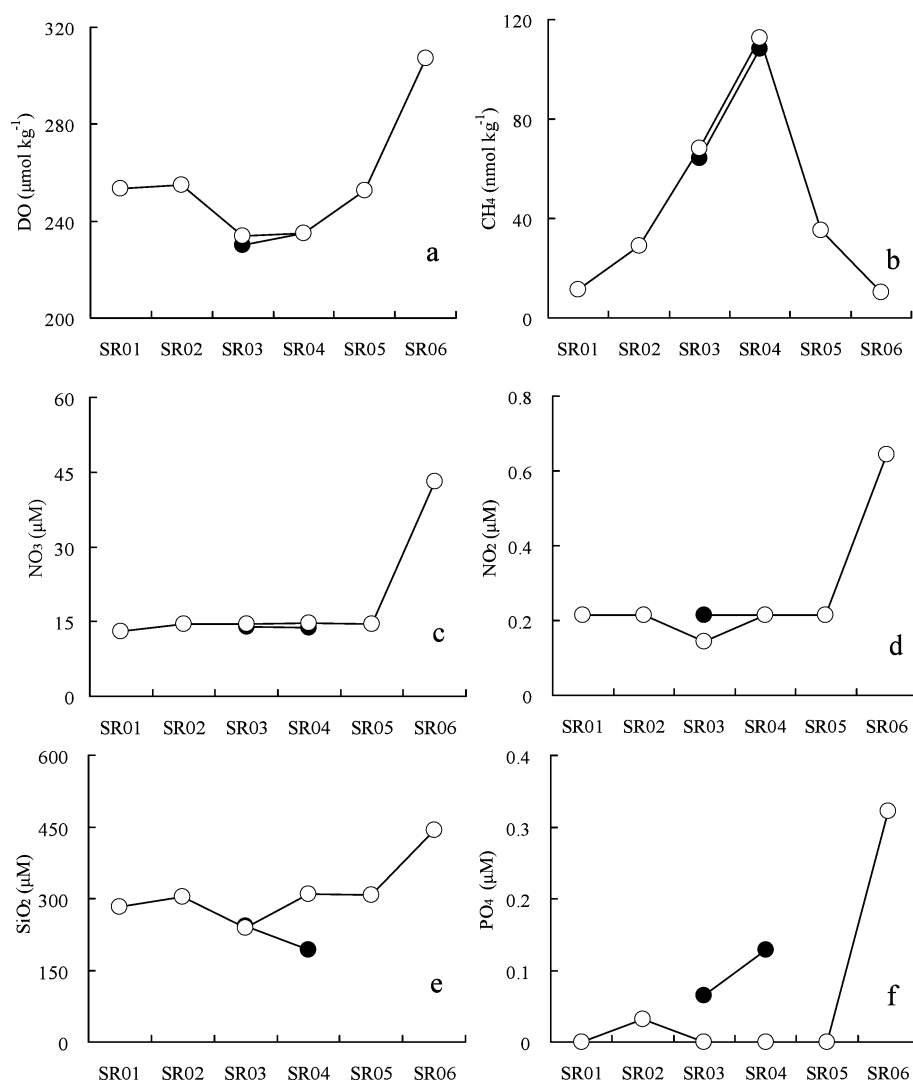 320
280
240
200
DO (μmol kg⁻¹)
a
SR01 SR02 SR03 SR04 SR05 SR06
120
80
40
0
CH₄ (nmol kg⁻¹)
b
SR01 SR02 SR03 SR04 SR05 SR06
60
45
30
15
0
NO₃ (μM)
c
SR01 SR02 SR03 SR04 SR05 SR06
0.8
0.6
0.4
0.2
0
NO₂ (μM)
d
SR01 SR02 SR03 SR04 SR05 SR06
600
450
300
150
0
SiO₂ (μM)
e
SR01 SR02 SR03 SR04 SR05 SR06
0.4
0.3
0.2
0.1
0
PO₄ (μM)
f
SR01 SR02 SR03 SR04 SR05 SR06